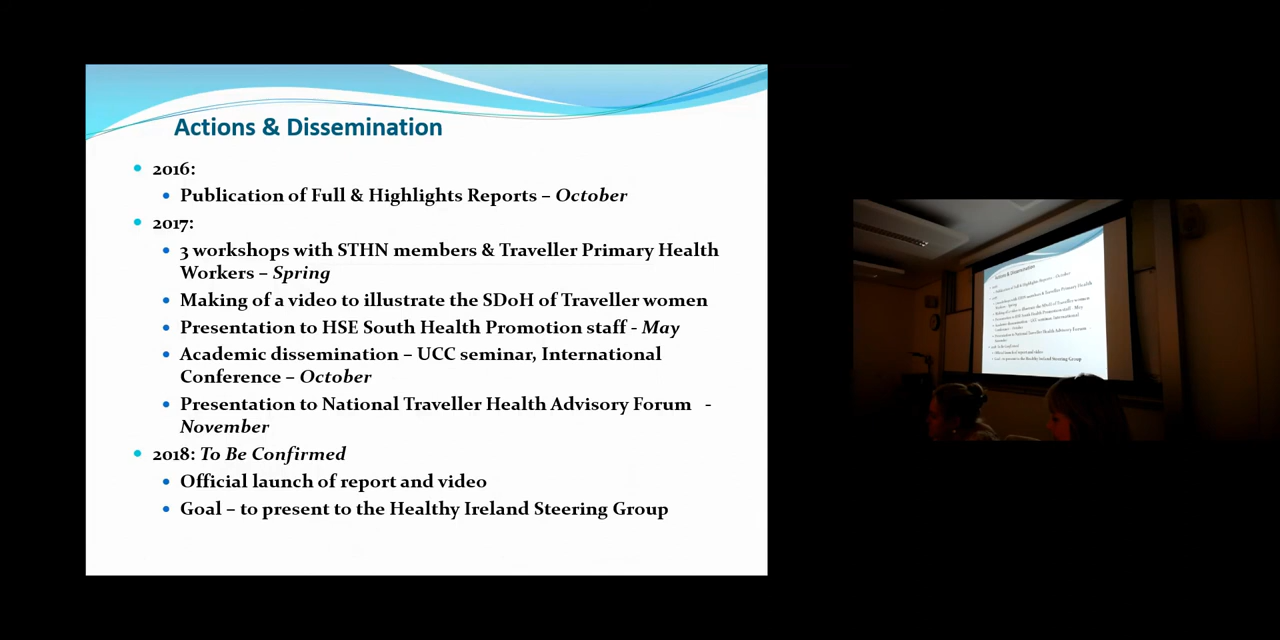 Actions & Dissemination
2016:
Publication of Full & Highlights Reports – October
2017:
3 workshops with STHN members & Traveller Primary Health
Workers – Spring
Making of a video to illustrate the SDoH of Traveller women
Presentation to HSE South Health Promotion staff - May
Academic dissemination – UCC seminar, International
Conference – October
Presentation to National Traveller Health Advisory Forum -
November
2018: To Be Confirmed
Official launch of report and video
Goal – to present to the Healthy Ireland Steering Group